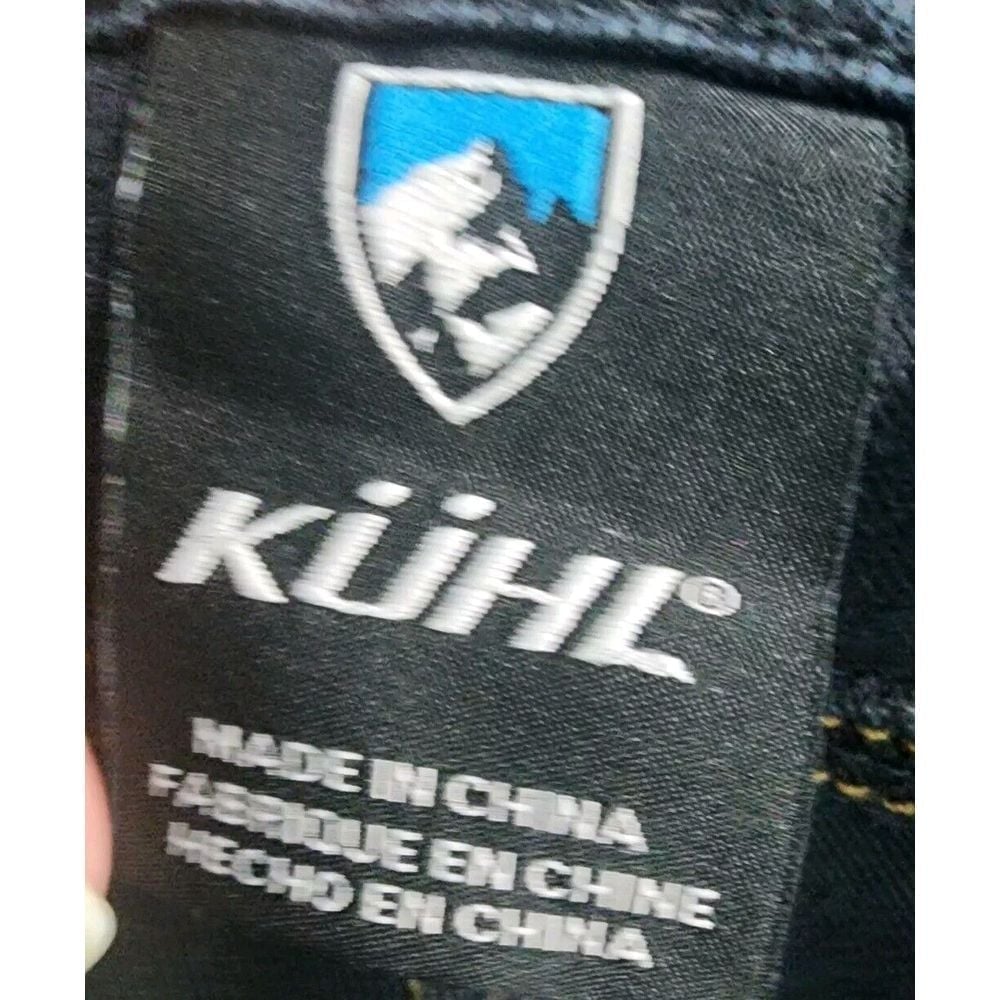 KÜHL®
MADE IN CHINA
FABRIQUE EN CHINE
HECHO EN CHINA